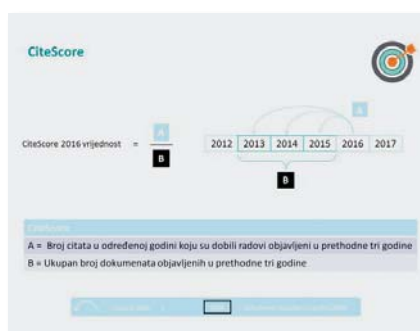 CiteScore
A
CiteScore 2016 vrijednost = A
B
2012 2013 2014 2015 2016 2017
B
CiteScore
A = Broj citata u određenoj godini koju su dobili radovi objavljeni u prethodne tri godine
B = Ukupan broj dokumenata objavljenih u prethodne tri godine